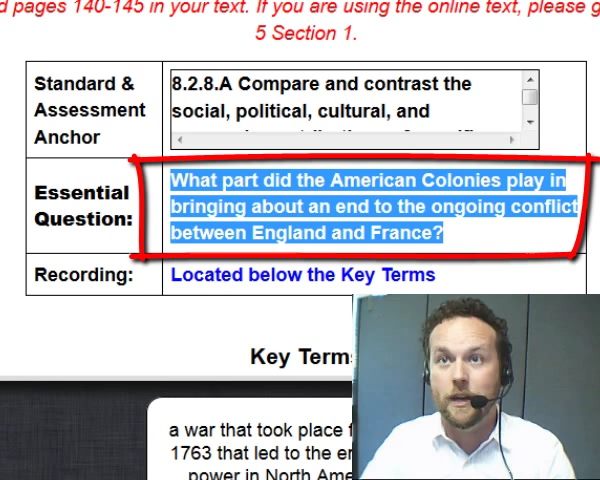 d pages 140-145 in your text. If you are using the online text, please g
5 Section 1.
Standard &
Assessment
Anchor
8.2.8.A Compare and contrast the
social, political, cultural, and
Essential
Question:
What part did the American Colonies play in
bringing about an end to the ongoing conflict
between England and France?
Recording:
Located below the Key Terms
Key Term
a war that took place f
1763 that led to the er
power in North Ame